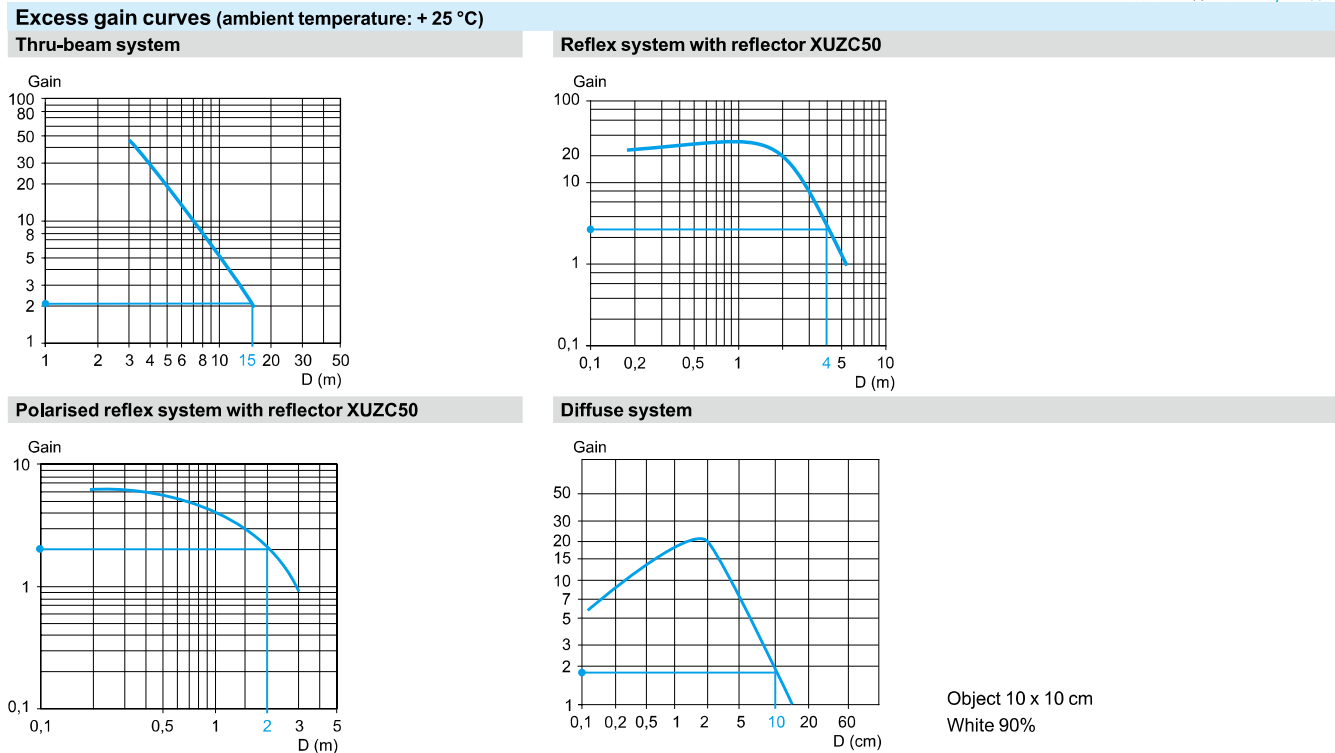 Excess gain curves (ambient temperature: + 25 °C)
Thru-beam system
Gain
100
80
50
30
20
10
8
5
3
2
1
1 2 3 4 5 6 8 10 15 20 30 50
D (m)
Reflex system with reflector XUZC50
Gain
100
20
10
1
0,1
0,1 0,2 0,5 1 4 5 10
D (m)
Polarised reflex system with reflector XUZC50
Gain
10
1
0,1
0,1 0,5 1 2 3 5
D (m)
Diffuse system
Gain
50
30
20
15
10
7
5
3
2
1
0,1 0,2 0,5 1 2 5 10 20 60
D (cm)
Object 10 x 10 cm
White 90%